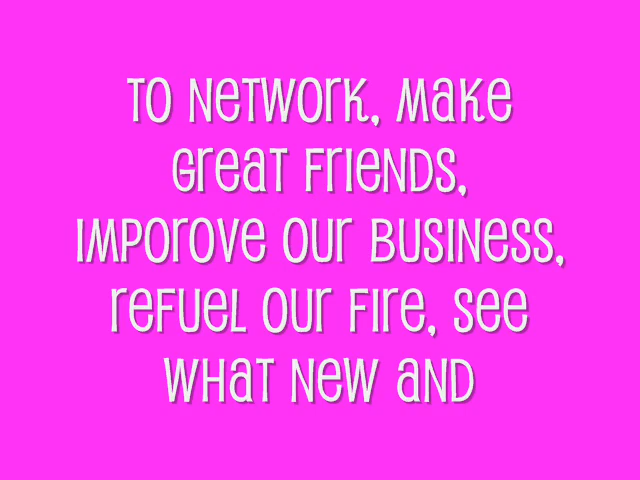 To Network, Make
Great Friends,
Imporove our Business,
refuel our fire, see
what new and